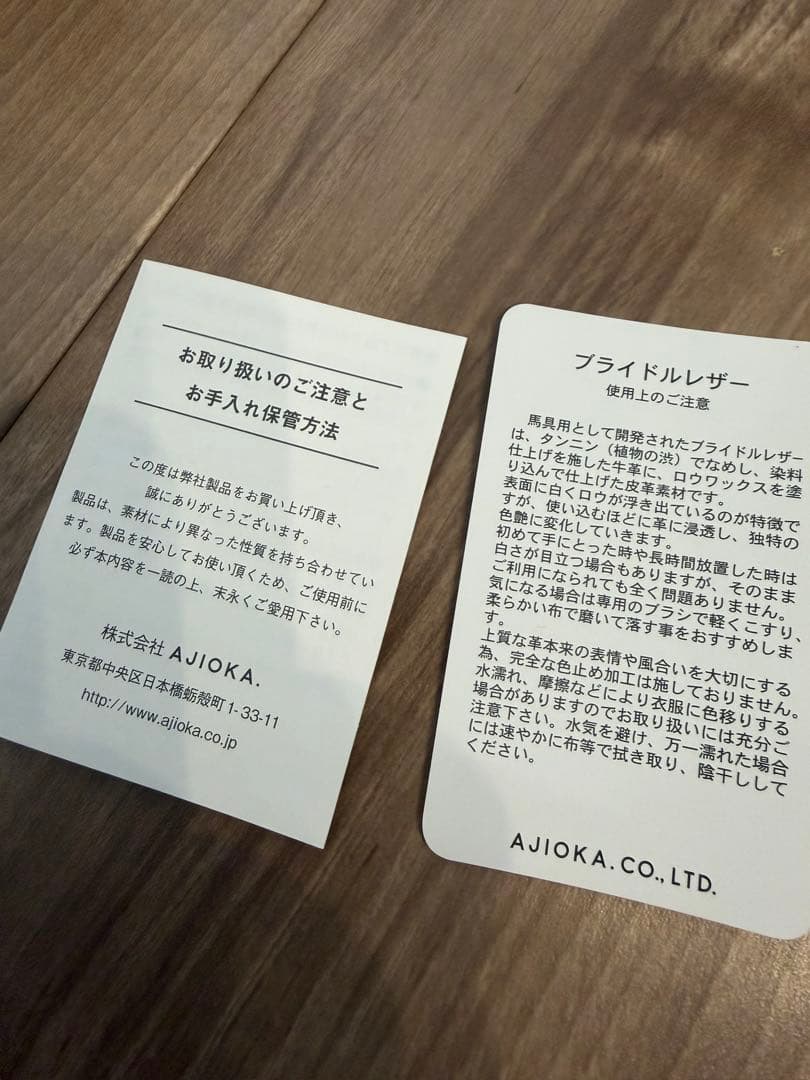 お取り扱いのご注意と
お手入れ保管方法
この度は弊社製品をお買い上げ頂き、
誠にありがとうございます。
製品は、素材により異なった性質を持ち合わせてい
ます。製品を安心してお使い頂くため、ご使用前に
必ず本内容を一読の上、末永くご愛用下さい。
株式会社 AJIOKA.
東京都中央区日本橋蛎殻町1-33-11
http://www.ajioka.co.jp
ブライドルレザー
使用上のご注意
馬具用として開発されたブライドルレザー
は、タンニン（植物の渋）でなめし、染料
仕上げを施した牛革に、ロウワックスを塗
り込んで仕上げた皮革素材です。
表面に白くロウが浮き出ているのが特徴で
すが、使い込むほどに革に浸透し、独特の
色艶に変化していきます。
初めて手にとった時や長時間放置した時は
白さが目立つ場合もありますが、そのまま
ご利用になられても全く問題ありません。
気になる場合は専用のブラシで軽くこすり、
柔らかい布で磨いて落す事をおすすめしま
す。
上質な革本来の表情や風合いを大切にする
為、完全な色止め加工は施しておりません。
水濡れ、摩擦などにより衣服に色移りする
場合がありますのでお取り扱いには充分ご
注意下さい。水気を避け、万一濡れた場合
には速やかに布等で拭き取り、陰干しして
ください。
AJIOKA.CO.,LTD.